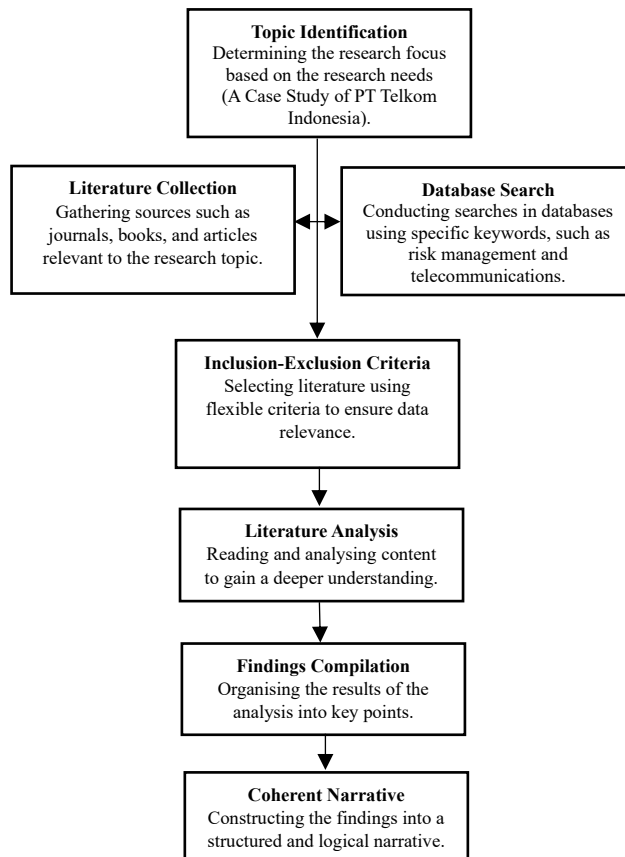 Topic Identification
Determining the research focus
based on the research needs
(A Case Study of PT Telkom
Indonesia).
Literature Collection
Gathering sources such as
journals, books, and articles
relevant to the research topic.
Database Search
Conducting searches in databases
using specific keywords, such as
risk management and
telecommunications.
Inclusion-Exclusion Criteria
Selecting literature using
flexible criteria to ensure data
relevance.
Literature Analysis
Reading and analysing content
to gain a deeper understanding.
Findings Compilation
Organising the results of the
analysis into key points.
Coherent Narrative
Constructing the findings into a
structured and logical narrative.